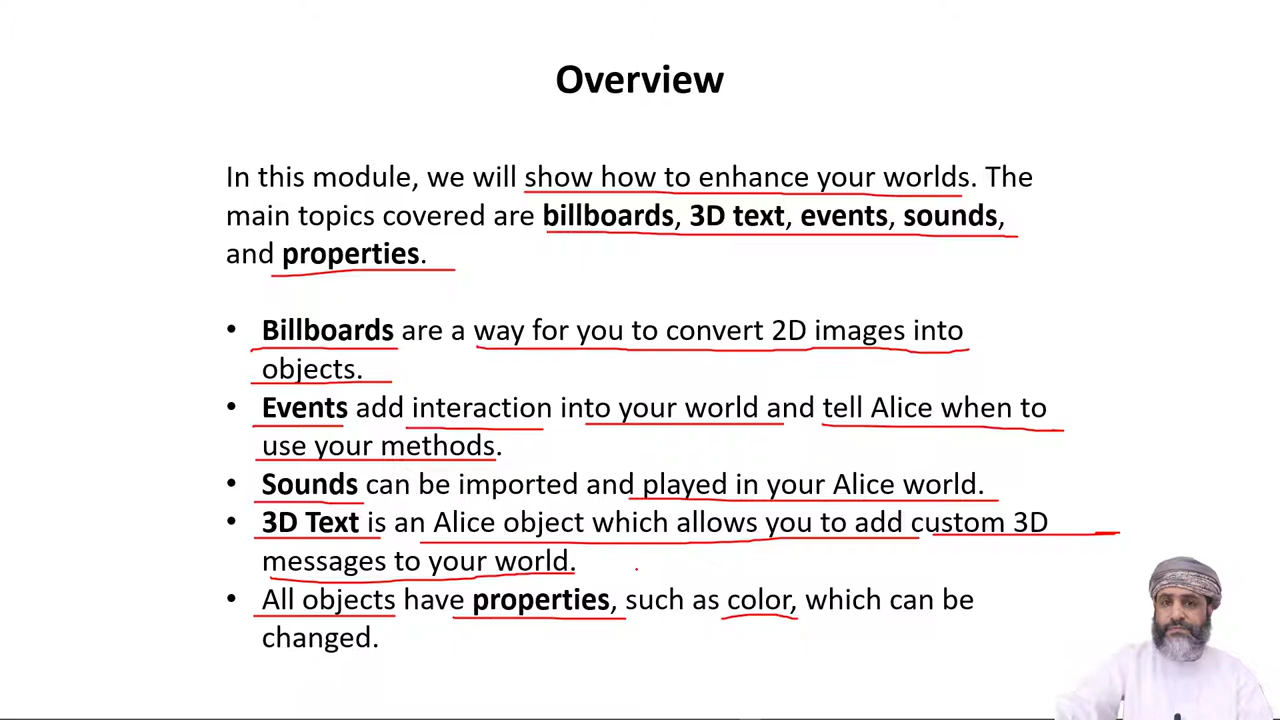 Overview
In this module, we will show how to enhance your worlds. The
main topics covered are billboards, 3D text, events, sounds,
and properties.
• Billboards are a way for you to convert 2D images into
objects.
• Events add interaction into your world and tell Alice when to
use your methods.
• Sounds can be imported and played in your Alice world.
• 3D Text is an Alice object which allows you to add custom 3D
messages to your world.
• All objects have properties, such as color, which can be
changed.